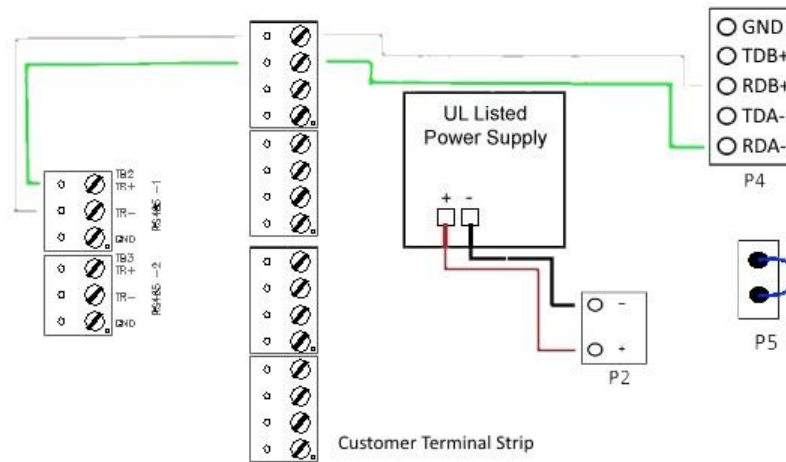 GND
TDB+
RDB+
TDA-
RDA-
P4
UL Listed
Power Supply
+ -
TB2
TR+
TR-
GND
RS485 -1
TB3
TR+
TR-
GND
RS485 -2
-
+
P2
P5
Customer Terminal Strip